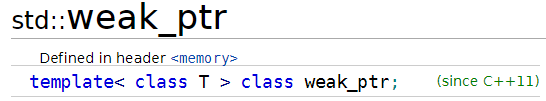 std::weak_ptr
Defined in header <memory>
template< class T > class weak_ptr; (since C++11)